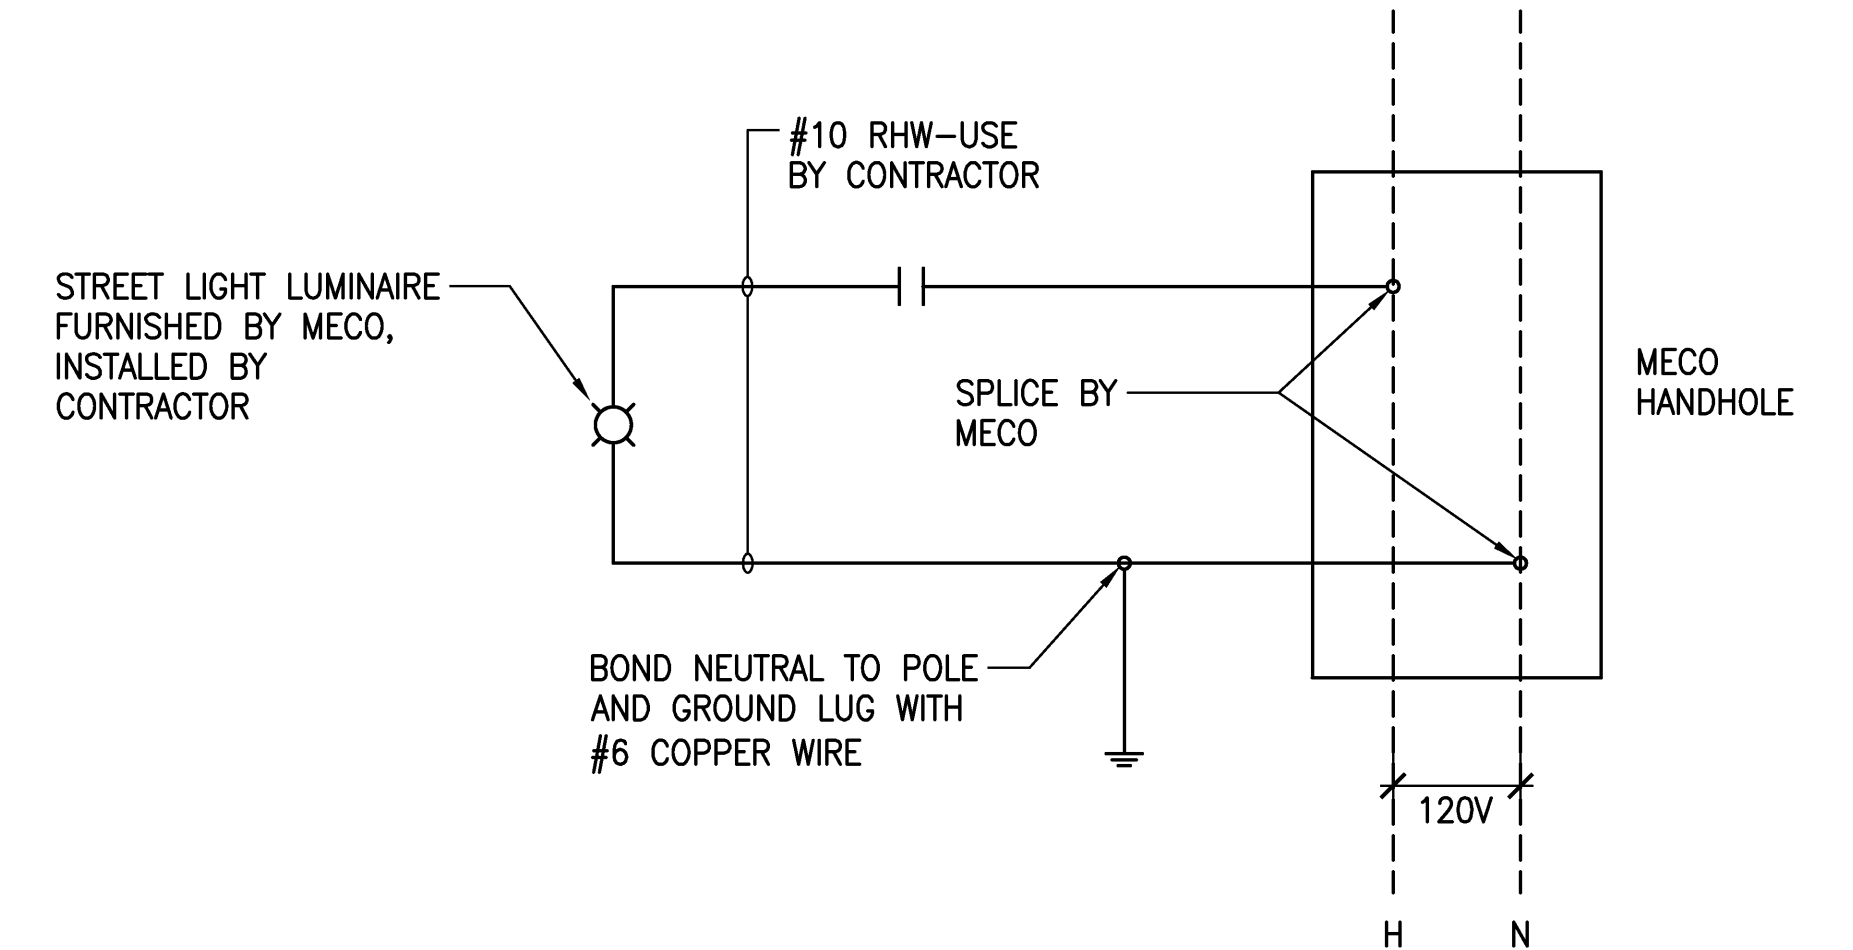 #10 RHW-USE
BY CONTRACTOR
STREET LIGHT LUMINAIRE
FURNISHED BY MECO,
INSTALLED BY
CONTRACTOR
SPLICE BY
MECO
MECO
HANDHOLE
BOND NEUTRAL TO POLE
AND GROUND LUG WITH
#6 COPPER WIRE
120V
H N